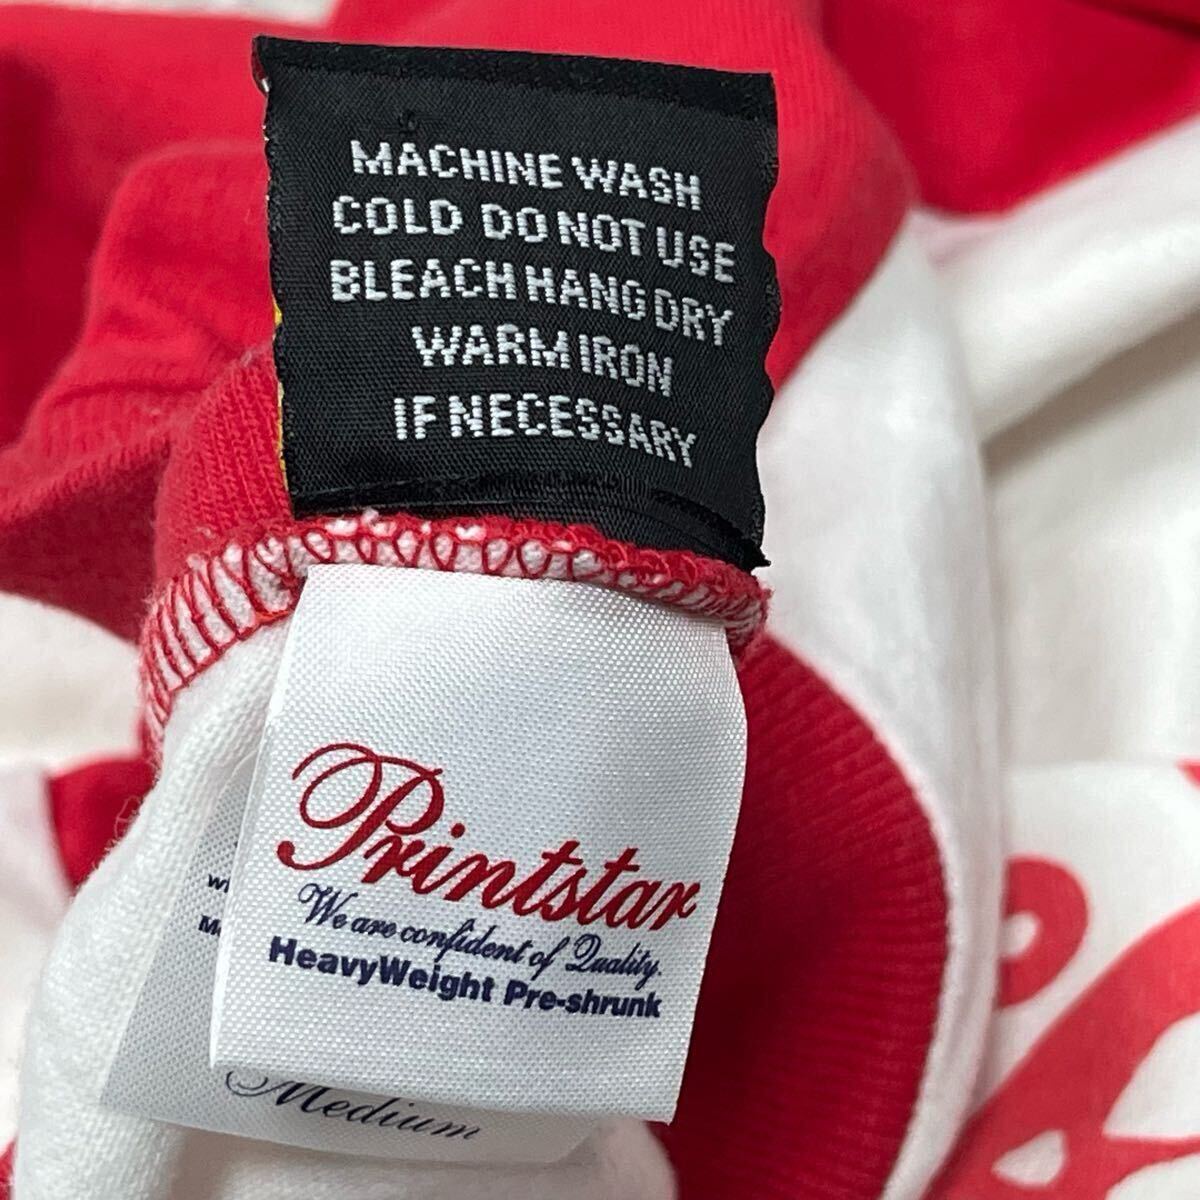 MACHINE WASH
COLD DO NOT USE
BLEACH HANG DRY
WARM IRON
IF NECESSARY
Printstar
We are confident of Quality.
HeavyWeight Pre-shrunk
Medium